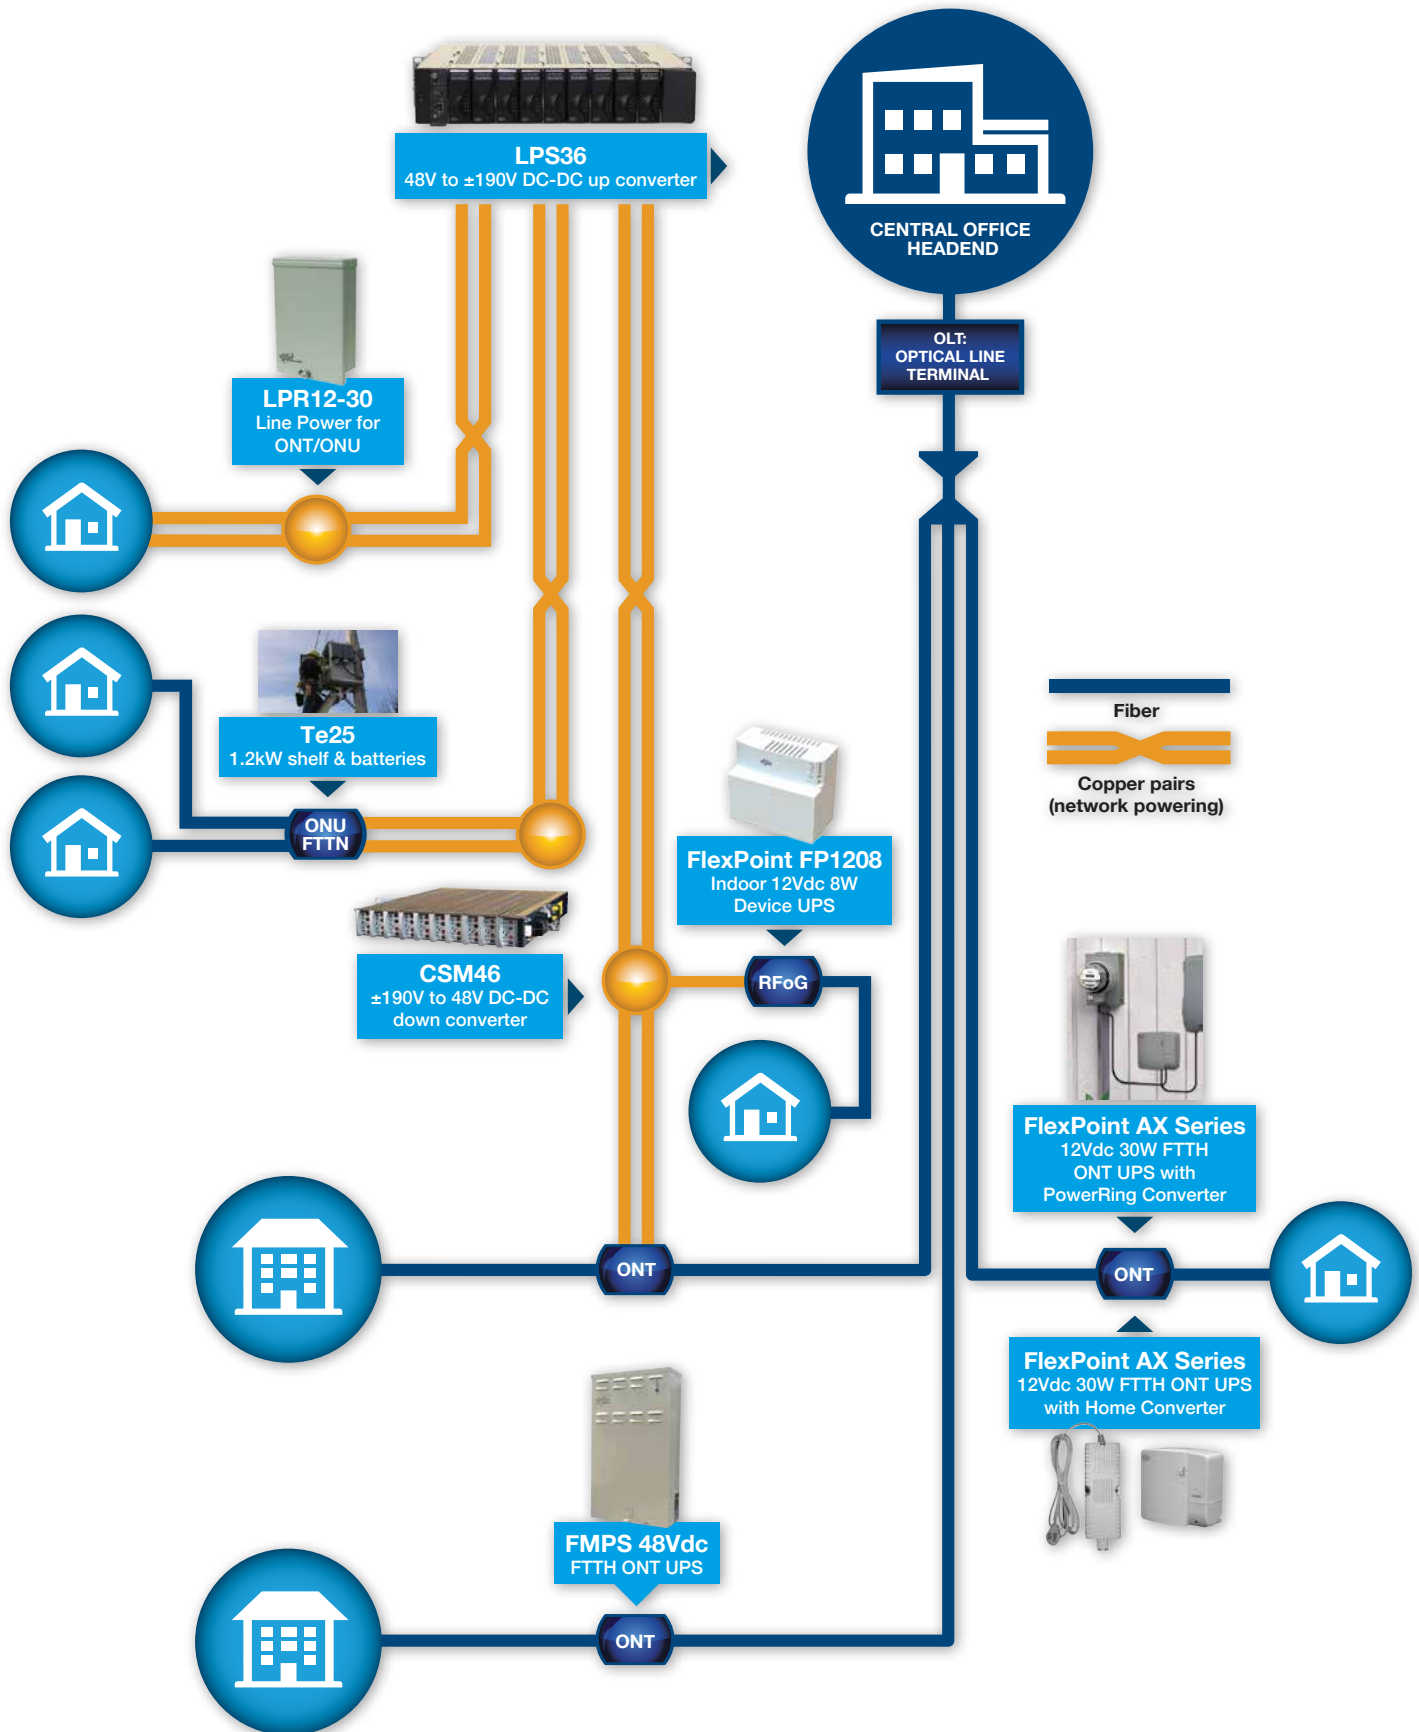 LPS36
48V to ±190V DC-DC up converter
CENTRAL OFFICE
HEADEND
OLT:
OPTICAL LINE
TERMINAL
LPR12-30
Line Power for
ONT/ONU
Te25
1.2kW shelf & batteries
ONU
FTTN
Fiber
Copper pairs
(network powering)
FlexPoint FP1208
Indoor 12Vdc 8W
Device UPS
CSM46
±190V to 48V DC-DC
down converter
RFoG
FlexPoint AX Series
12Vdc 30W FTTH
ONT UPS with
PowerRing Converter
ONT
ONT
FlexPoint AX Series
12Vdc 30W FTTH ONT UPS
with Home Converter
FMPS 48Vdc
FTTH ONT UPS
ONT